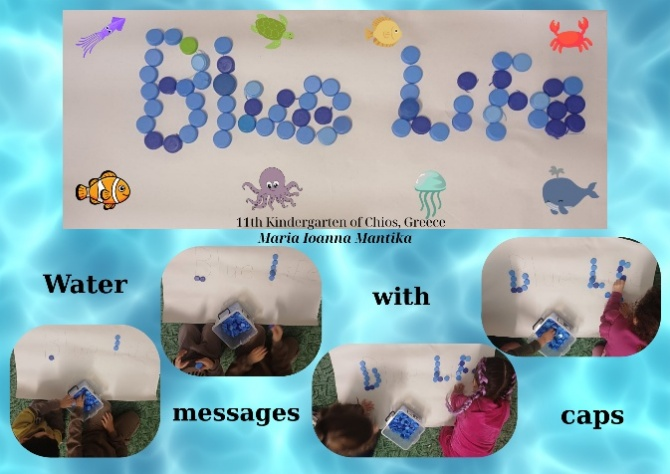 Blue Life
11th Kindergarten of Chios, Greece
Maria Ioanna Mantika
Water
with
messages
caps